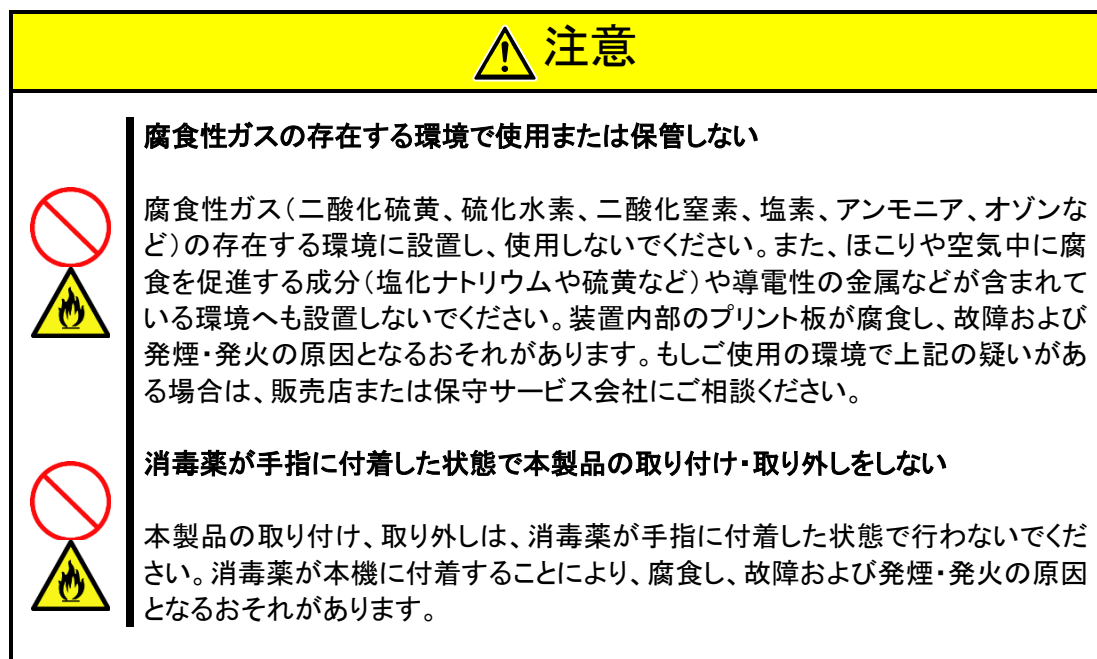 注意
腐食性ガスの存在する環境で使用または保管しない
腐食性ガス(二酸化硫黄、硫化水素、二酸化窒素、塩素、アンモニア、オゾンな
ど)の存在する環境に設置し、使用しないでください。また、ほこりや空気中に腐
食を促進する成分(塩化ナトリウムや硫黄など)や導電性の金属などが含まれて
いる環境へも設置しないでください。装置内部のプリント板が腐食し、故障および
発煙・発火の原因となるおそれがあります。もしご使用の環境で上記の疑いがあ
る場合は、販売店または保守サービス会社にご相談ください。
消毒薬が手指に付着した状態で本製品の取り付け・取り外しをしない
本製品の取り付け、取り外しは、消毒薬が手指に付着した状態で行わないでくだ
さい。消毒薬が本機に付着することにより、腐食し、故障および発煙・発火の原因
となるおそれがあります。